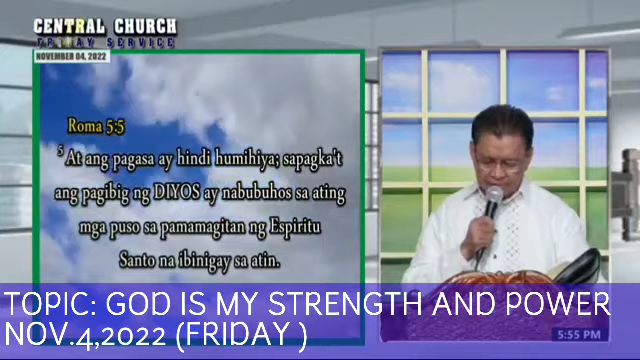 CENTRAL CHURCH
FRIDAY SERVICE
NOVEMBER 04, 2022
Roma 5:5
5 At ang pagasa ay hindi humihiya; sapagka't
ang pagibig ng DIYOS ay nabubuhos sa ating
mga puso sa pamamagitan ng Espiritu
Santo na ibinigay sa atin.
TOPIC: GOD IS MY STRENGTH AND POWER
NOV.4,2022 (FRIDAY )
5:55 PM